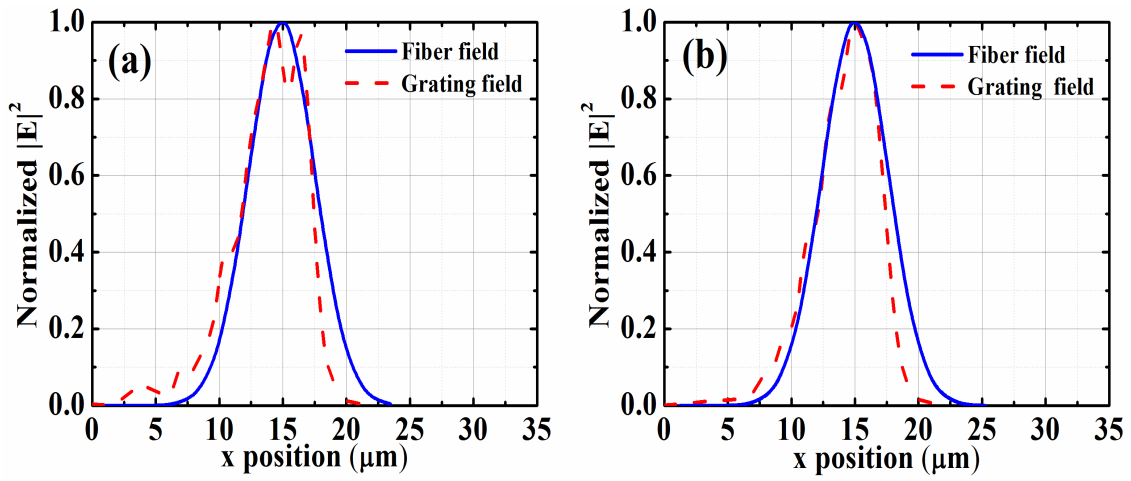 (a)
Fiber field
Grating field
Normalized |E|²
0.0
0.2
0.4
0.6
0.8
1.0
0 5 10 15 20 25 30 35
x position (μm)
(b)
Fiber field
Grating field
Normalized |E|²
0.0
0.2
0.4
0.6
0.8
1.0
0 5 10 15 20 25 30 35
x position (μm)